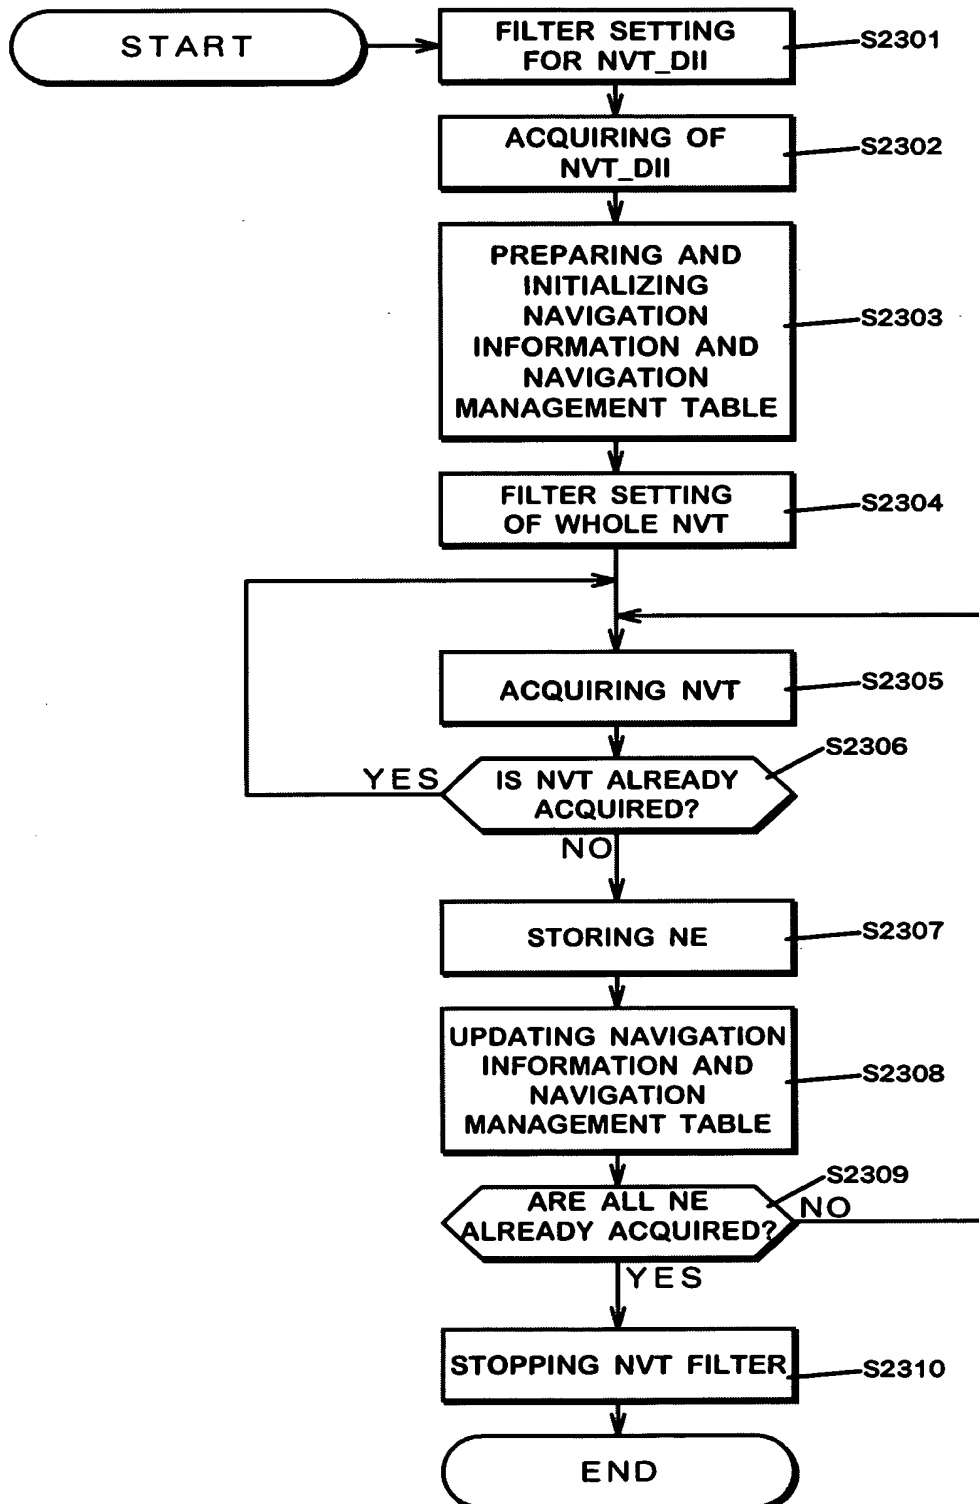 START
FILTER SETTING
FOR NVT_DII
S2301
ACQUIRING OF
NVT_DII
S2302
PREPARING AND
INITIALIZING
NAVIGATION
INFORMATION AND
NAVIGATION
MANAGEMENT TABLE
S2303
FILTER SETTING
OF WHOLE NVT
S2304
ACQUIRING NVT
S2305
IS NVT ALREADY
ACQUIRED?
S2306
YES
NO
STORING NE
S2307
UPDATING NAVIGATION
INFORMATION AND
NAVIGATION
MANAGEMENT TABLE
S2308
ARE ALL NE
ALREADY ACQUIRED?
S2309
NO
YES
STOPPING NVT FILTER
S2310
END